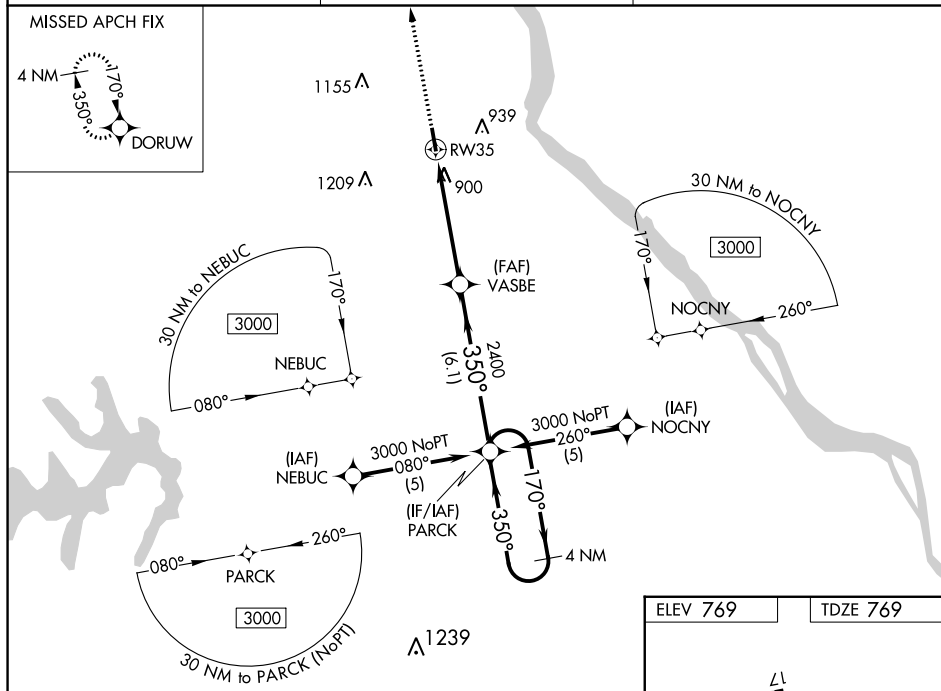 MISSED APCH FIX
4 NM
170°
350°
DORUW
1155
939
RW35
1209
900
30 NM to NOCNY
3000
170°
NOCNY
260°
(FAF)
VASBE
30 NM to NEBUC
3000
170°
NEBUC
080°
2400
350°
(6.1)
3000 NoPT
260°
(5)
(IAF)
NOCNY
3000 NoPT
080°
(5)
(IAF)
NEBUC
(IF/IAF)
PARCK
170°
350°
4 NM
080°
260°
PARCK
3000
30 NM to PARCK (NoPT)
1239
ELEV 769
TDZE 769
17